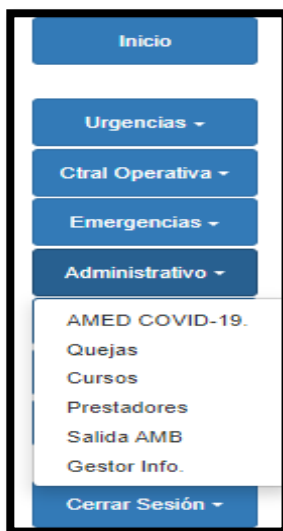 Inicio
Urgencias
Ctral Operativa
Emergencias
Administrativo
AMED COVID-19.
Quejas
Cursos
Prestadores
Salida AMB
Gestor Info.
Cerrar Sesión